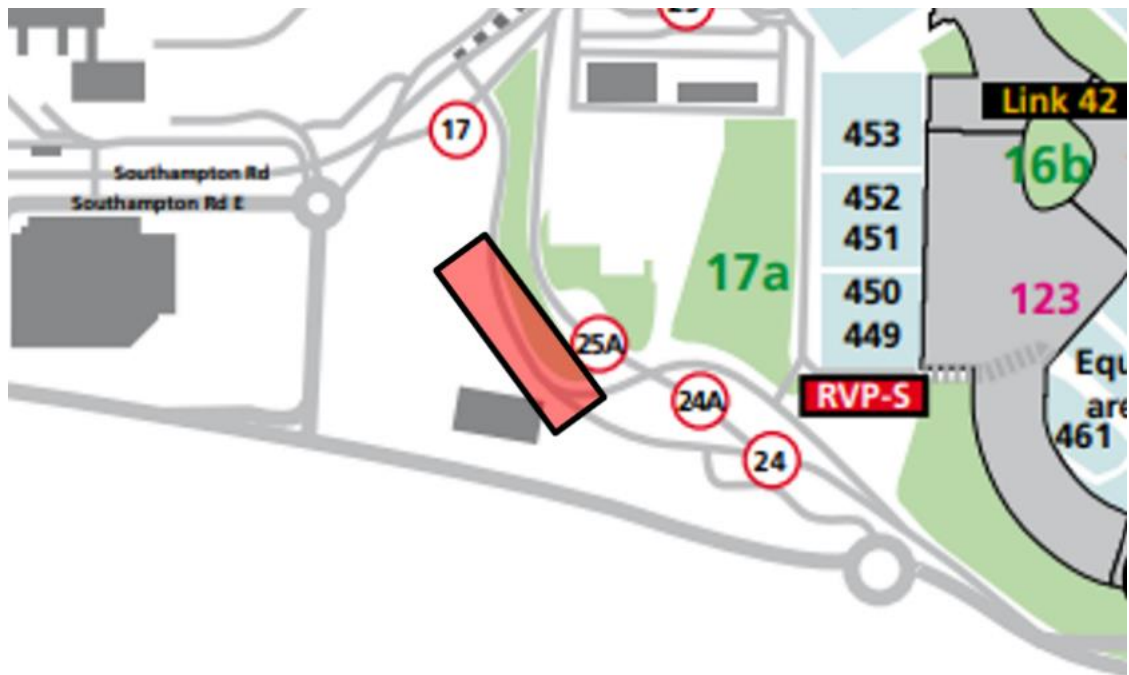 Link 42
17
453
16b
Southampton Rd
Southampton Rd E
452
451
17a
450
123
449
25A
Equ
RVP-S
24A
are
461
24